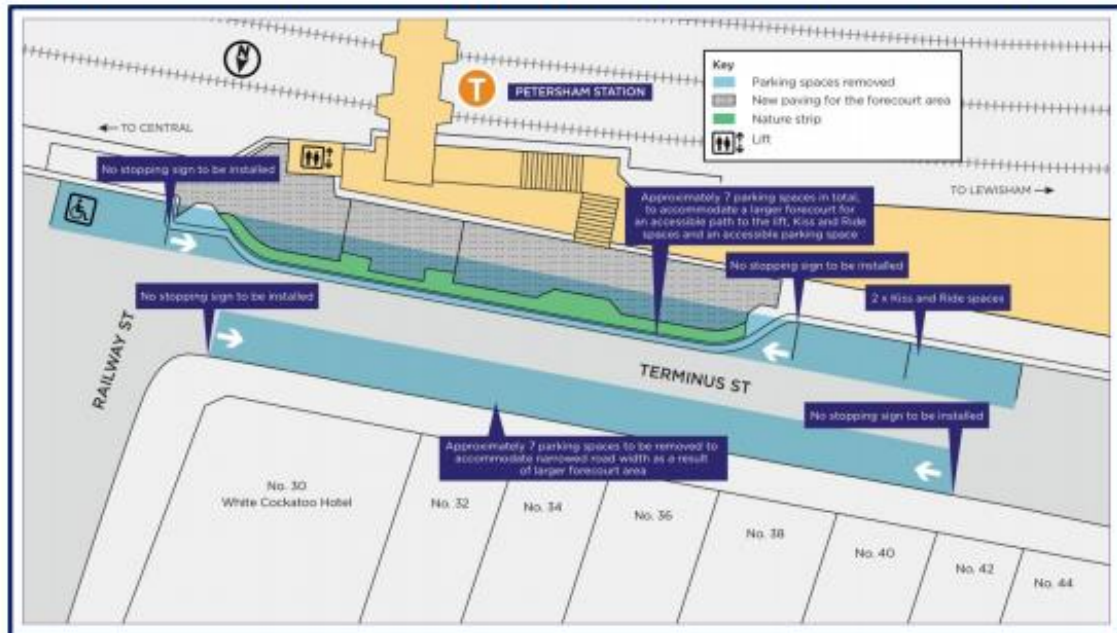 N
T
PETERSHAM STATION
Key
Parking spaces removed
New paving for the forecourt area
Nature strip
Lift
TO CENTRAL
No stopping sign to be installed
TO LEWISHAM
Approximately 7 parking spaces in total,
to accommodate a larger forecourt for
an accessible path to the lift, Kiss and Ride
spaces and an accessible parking space
No stopping sign to be installed
2 x Kiss and Ride spaces
No stopping sign to be installed
RAILWAY ST
TERMINUS ST
No stopping sign to be installed
Approximately 7 parking spaces to be removed to
accommodate narrowed road width as a result
of larger forecourt area
No. 30
White Cockatoo Hotel
No. 32
No. 34
No. 36
No. 38
No. 40
No. 42
No. 44